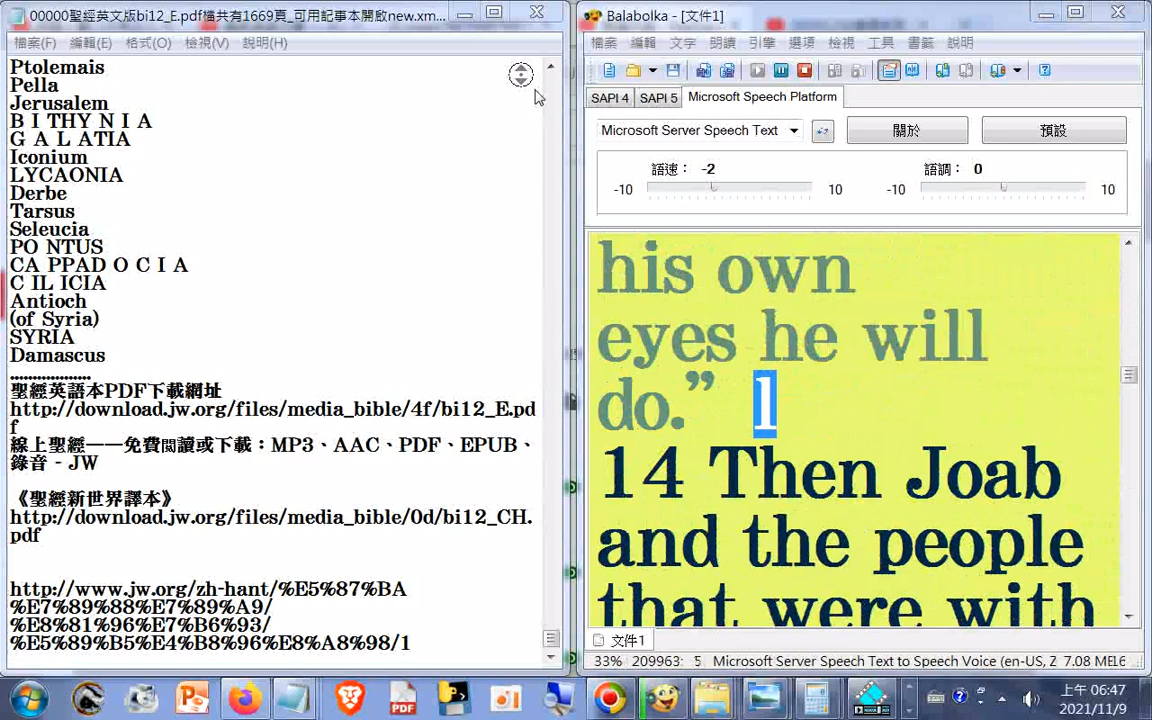 00000聖經英文版bi12_E.pdf檔共有1669頁_可用記事本開啟new.xm...
檔案(F) 編輯(E) 格式(O) 檢視(V) 說明(H)
Ptolemais
Pella
Jerusalem
B I THY N I A
G A L ATIA
Iconium
LYCAONIA
Derbe
Tarsus
Seleucia
PO NTUS
CA PPAD O C I A
C IL ICIA
Antioch
(of Syria)
SYRIA
Damascus
..................
聖經英語本PDF下載網址
http://download.jw.org/files/media_bible/4f/bi12_E.pd
f
線上聖經——免費閱讀或下載：MP3、AAC、PDF、EPUB、
錄音 - JW
《聖經新世界譯本》
http://download.jw.org/files/media_bible/0d/bi12_CH.
pdf
http://www.jw.org/zh-hant/%E5%87%BA
%E7%89%88%E7%89%A9/
%E8%81%96%E7%B6%93/
%E5%89%B5%E4%B8%96%E8%A8%98/1
Balabolka - [文件1]
檔案 編輯 文字 朗讀 引擎 選項 檢視 工具 書籤 說明
SAPI 4 SAPI 5 Microsoft Speech Platform
Microsoft Server Speech Text 關於 預設
語速： -2 語調： 0
-10 10 -10 10
his own
eyes he will
do.” l
14 Then Joab
and the people
that were with
文件1
33% 209963: 5 Microsoft Server Speech Text to Speech Voice (en-US, Z 7.08 МЕL6
PDF
上午 06:47
2021/11/9